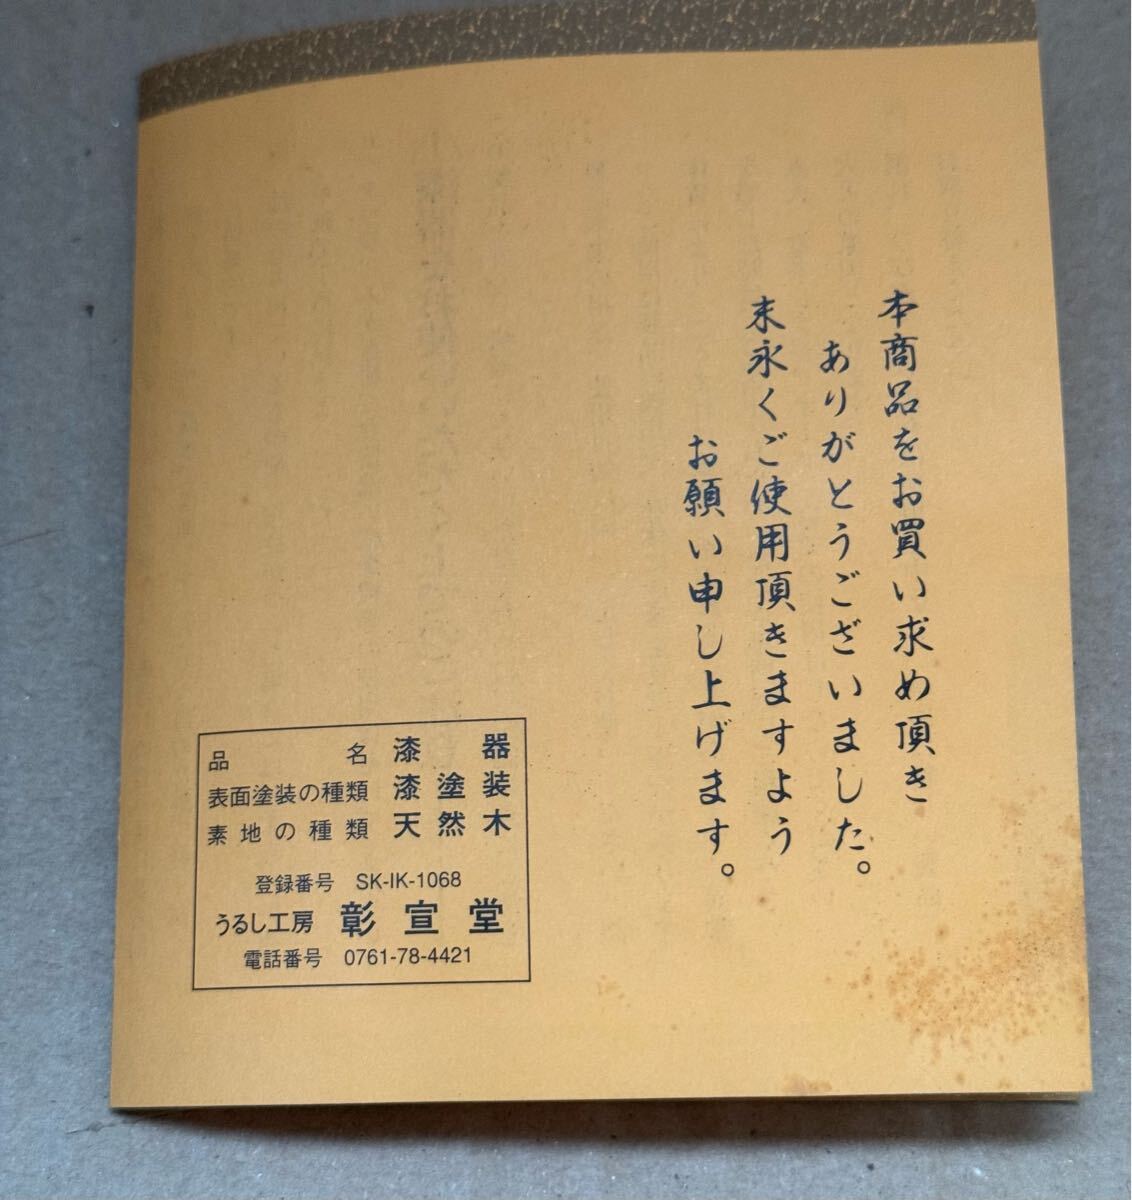 本商品をお買い求め頂き
ありがとうございました。
末永くご使用頂きますよう
お願い申し上げます。
品名 漆器
表面塗装の種類 漆塗装
素地の種類 天然木
登録番号 SK-IK-1068
うるし工房 彰宣堂
電話番号 0761-78-4421